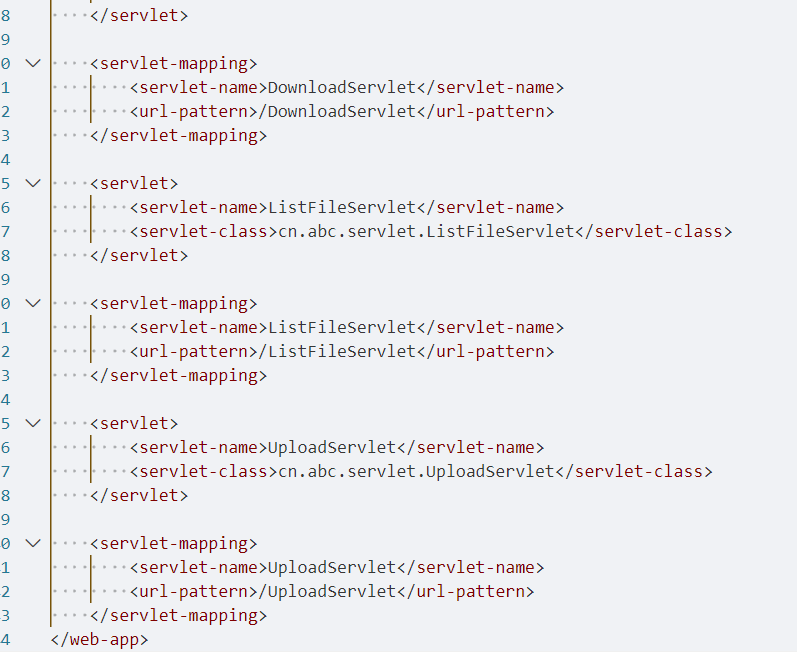 8     </servlet>
9
0     <servlet-mapping>
1         <servlet-name>DownloadServlet</servlet-name>
2         <url-pattern>/DownloadServlet</url-pattern>
3     </servlet-mapping>
4
5     <servlet>
6         <servlet-name>ListFileServlet</servlet-name>
7         <servlet-class>cn.abc.servlet.ListFileServlet</servlet-class>
8     </servlet>
9
0     <servlet-mapping>
1         <servlet-name>ListFileServlet</servlet-name>
2         <url-pattern>/ListFileServlet</url-pattern>
3     </servlet-mapping>
4
5     <servlet>
6         <servlet-name>UploadServlet</servlet-name>
7         <servlet-class>cn.abc.servlet.UploadServlet</servlet-class>
8     </servlet>
9
0     <servlet-mapping>
1         <servlet-name>UploadServlet</servlet-name>
2         <url-pattern>/UploadServlet</url-pattern>
3     </servlet-mapping>
4 </web-app>